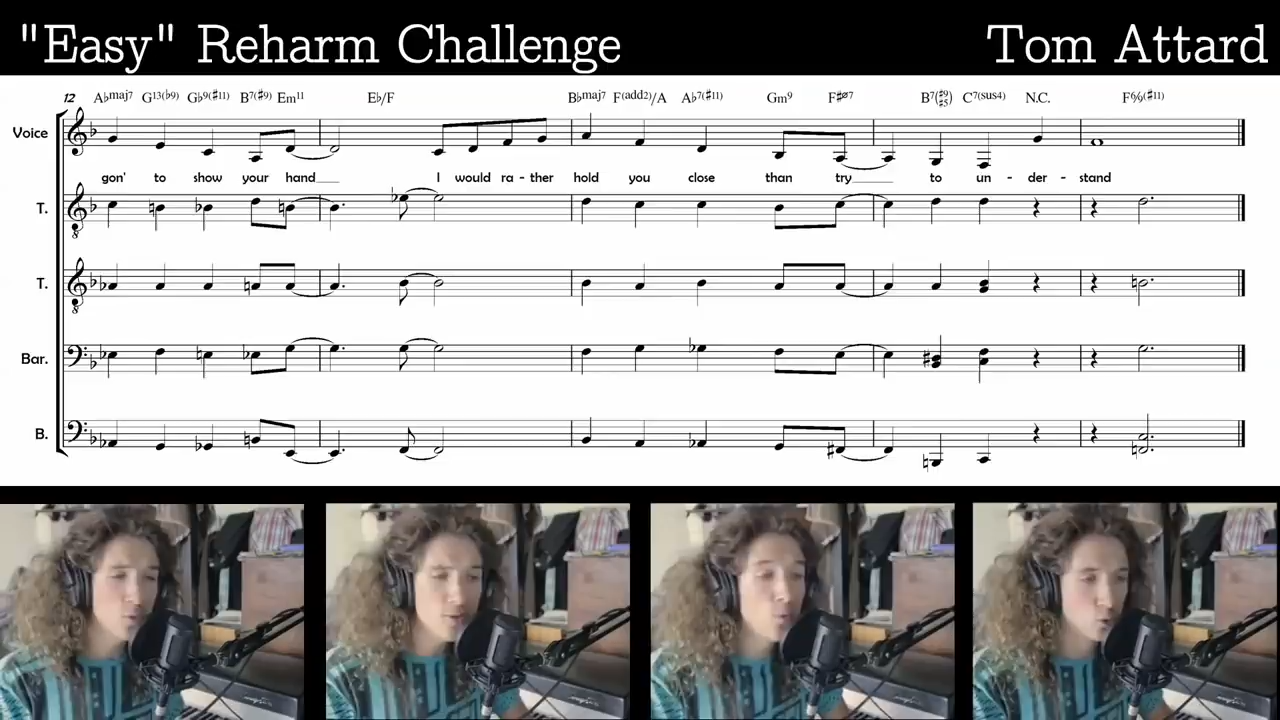 "Easy" Reharm Challenge
Tom Attard
12 A♭maj7 G13(♭9) G♭9(♯11) B7(♯9) Em11 E♭/F B♭maj7 F(add2)/A A♭7(♯11) Gm9 F♯ø7 B7(♯9♯5) C7(sus4) N.C. F%(♯11)
Voice
gon' to show your hand I would ra - ther hold you close than try to un - der - stand
T.
T.
Bar.
B.